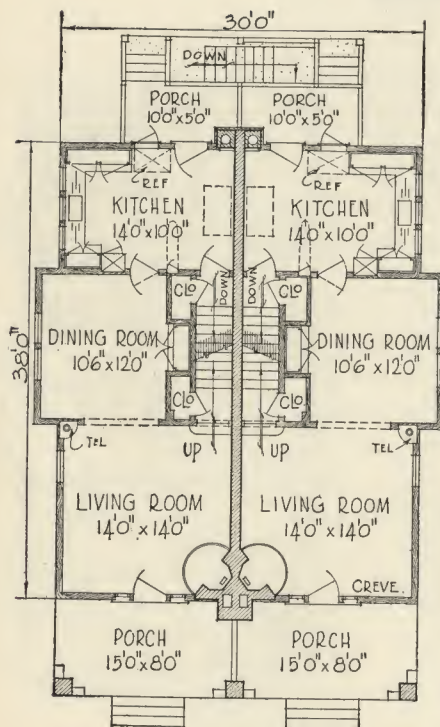 30'0"
DOWN
PORCH
10'0"x5'0"
PORCH
10'0"x5'0"
REF
REF
KITCHEN
14'0"x10'0"
KITCHEN
14'0"x10'0"
38'0"
CLO
DOWN
DOWN
CLO
DINING ROOM
10'6"x12'0"
DINING ROOM
10'6"x12'0"
CLO
CLO
TEL
UP
UP
TEL
LIVING ROOM
14'0"x14'0"
LIVING ROOM
14'0"x14'0"
CREVE.
PORCH
15'0"x8'0"
PORCH
15'0"x8'0"